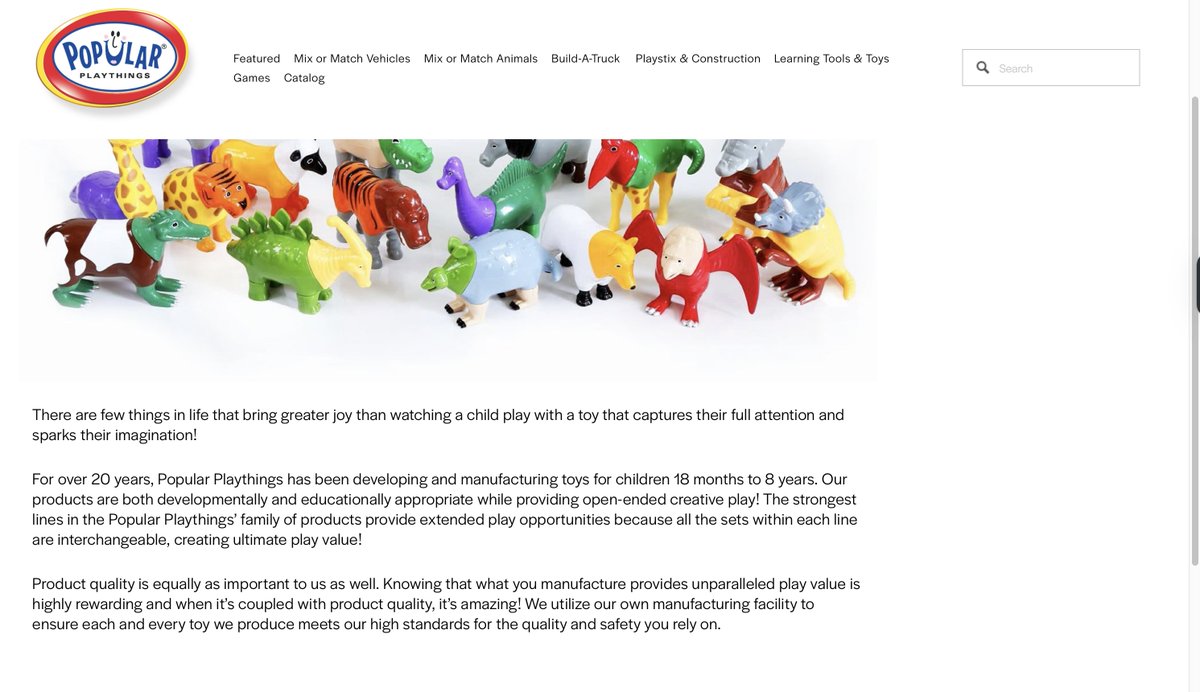 POPULAR®
PLAYTHINGS
Featured Mix or Match Vehicles Mix or Match Animals Build-A-Truck Playstix & Construction Learning Tools & Toys
Games Catalog
Search
There are few things in life that bring greater joy than watching a child play with a toy that captures their full attention and
sparks their imagination!
For over 20 years, Popular Playthings has been developing and manufacturing toys for children 18 months to 8 years. Our
products are both developmentally and educationally appropriate while providing open-ended creative play! The strongest
lines in the Popular Playthings’ family of products provide extended play opportunities because all the sets within each line
are interchangeable, creating ultimate play value!
Product quality is equally as important to us as well. Knowing that what you manufacture provides unparalleled play value is
highly rewarding and when it’s coupled with product quality, it’s amazing! We utilize our own manufacturing facility to
ensure each and every toy we produce meets our high standards for the quality and safety you rely on.